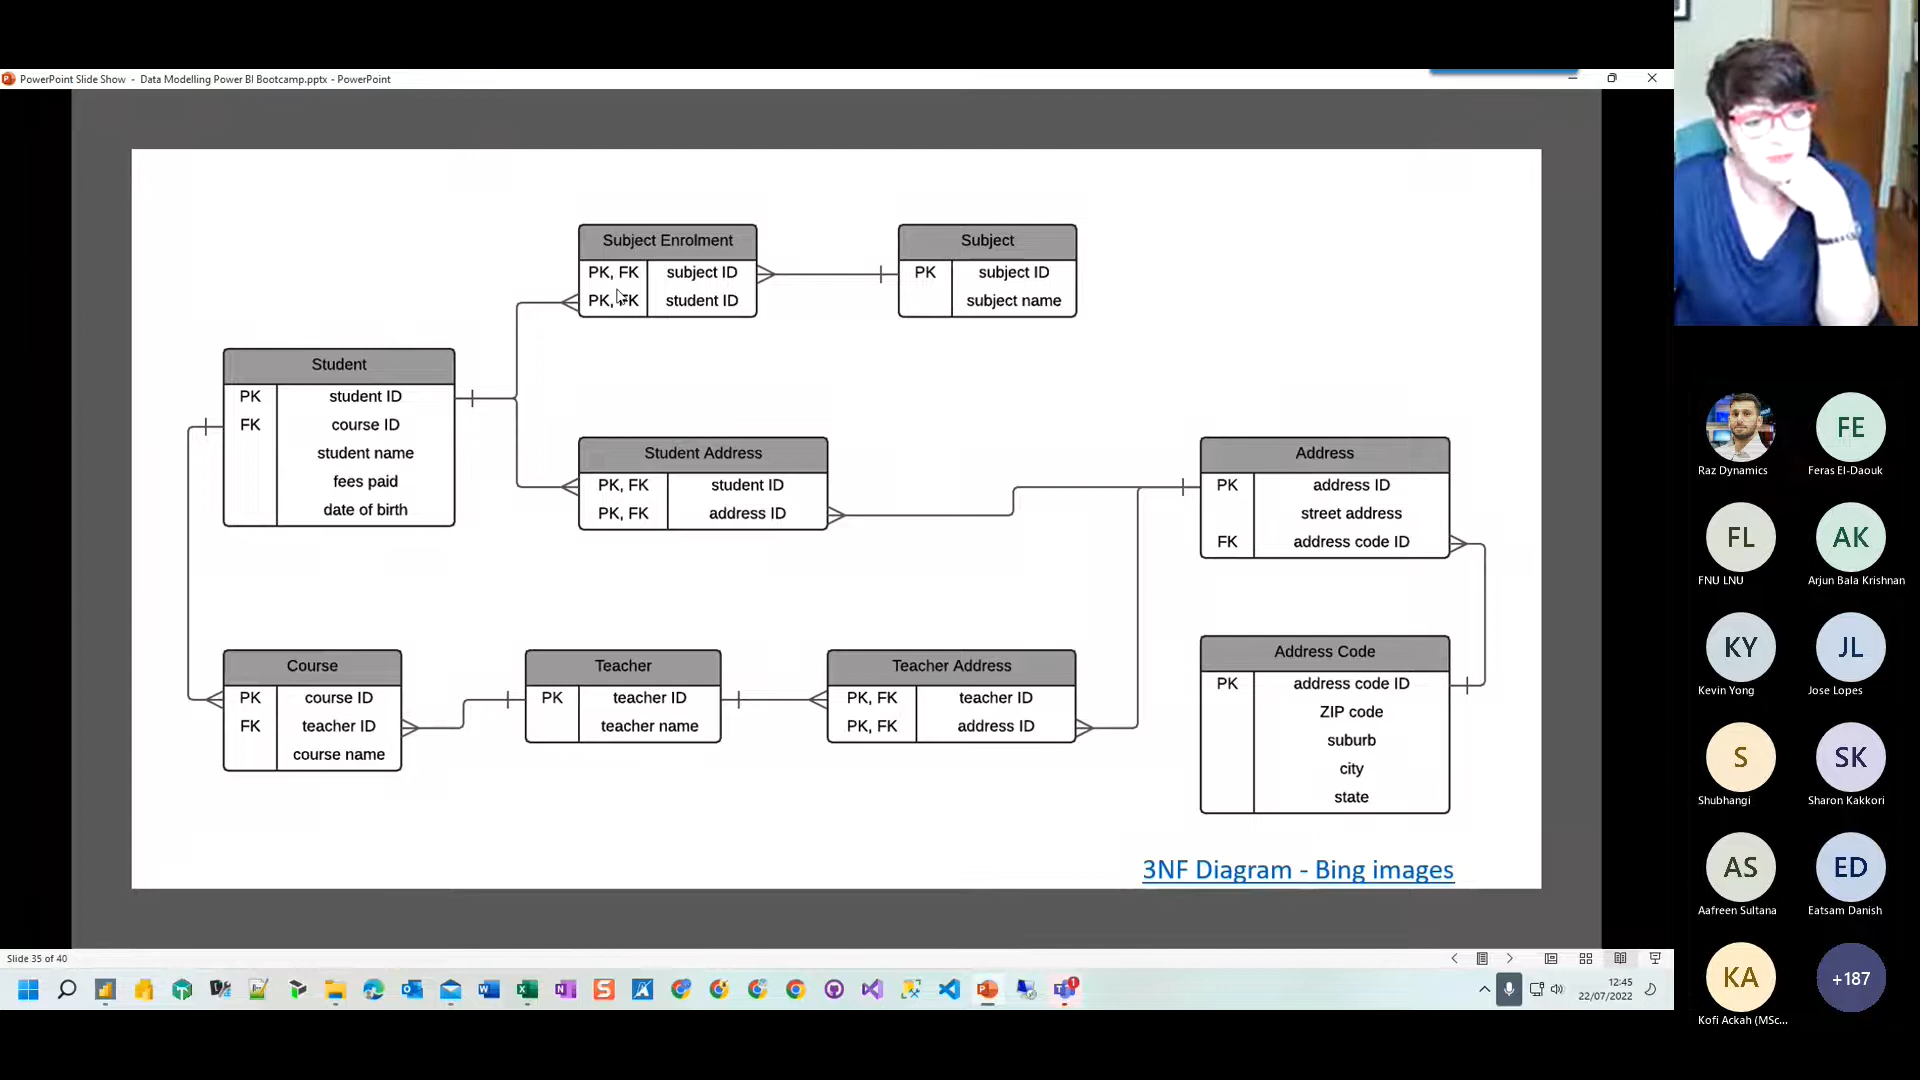 PowerPoint Slide Show - Data Modelling Power BI Bootcamp.pptx - PowerPoint
Subject Enrolment
PK, FK subject ID
PK, FK student ID
Subject
PK subject ID
subject name
Student
PK student ID
FK course ID
student name
fees paid
date of birth
Student Address
PK, FK student ID
PK, FK address ID
Address
PK address ID
street address
FK address code ID
Course
PK course ID
FK teacher ID
course name
Teacher
PK teacher ID
teacher name
Teacher Address
PK, FK teacher ID
PK, FK address ID
Address Code
PK address code ID
ZIP code
suburb
city
state
3NF Diagram - Bing images
Slide 35 of 40
12:45
22/07/2022
1
Raz Dynamics
FE
Feras El-Daouk
FL
FNU LNU
AK
Arjun Bala Krishnan
KY
Kevin Yong
JL
Jose Lopes
S
Shubhangi
SK
Sharon Kakkori
AS
Aafreen Sultana
ED
Eatsam Danish
KA
Kofi Ackah (MSc...
+187